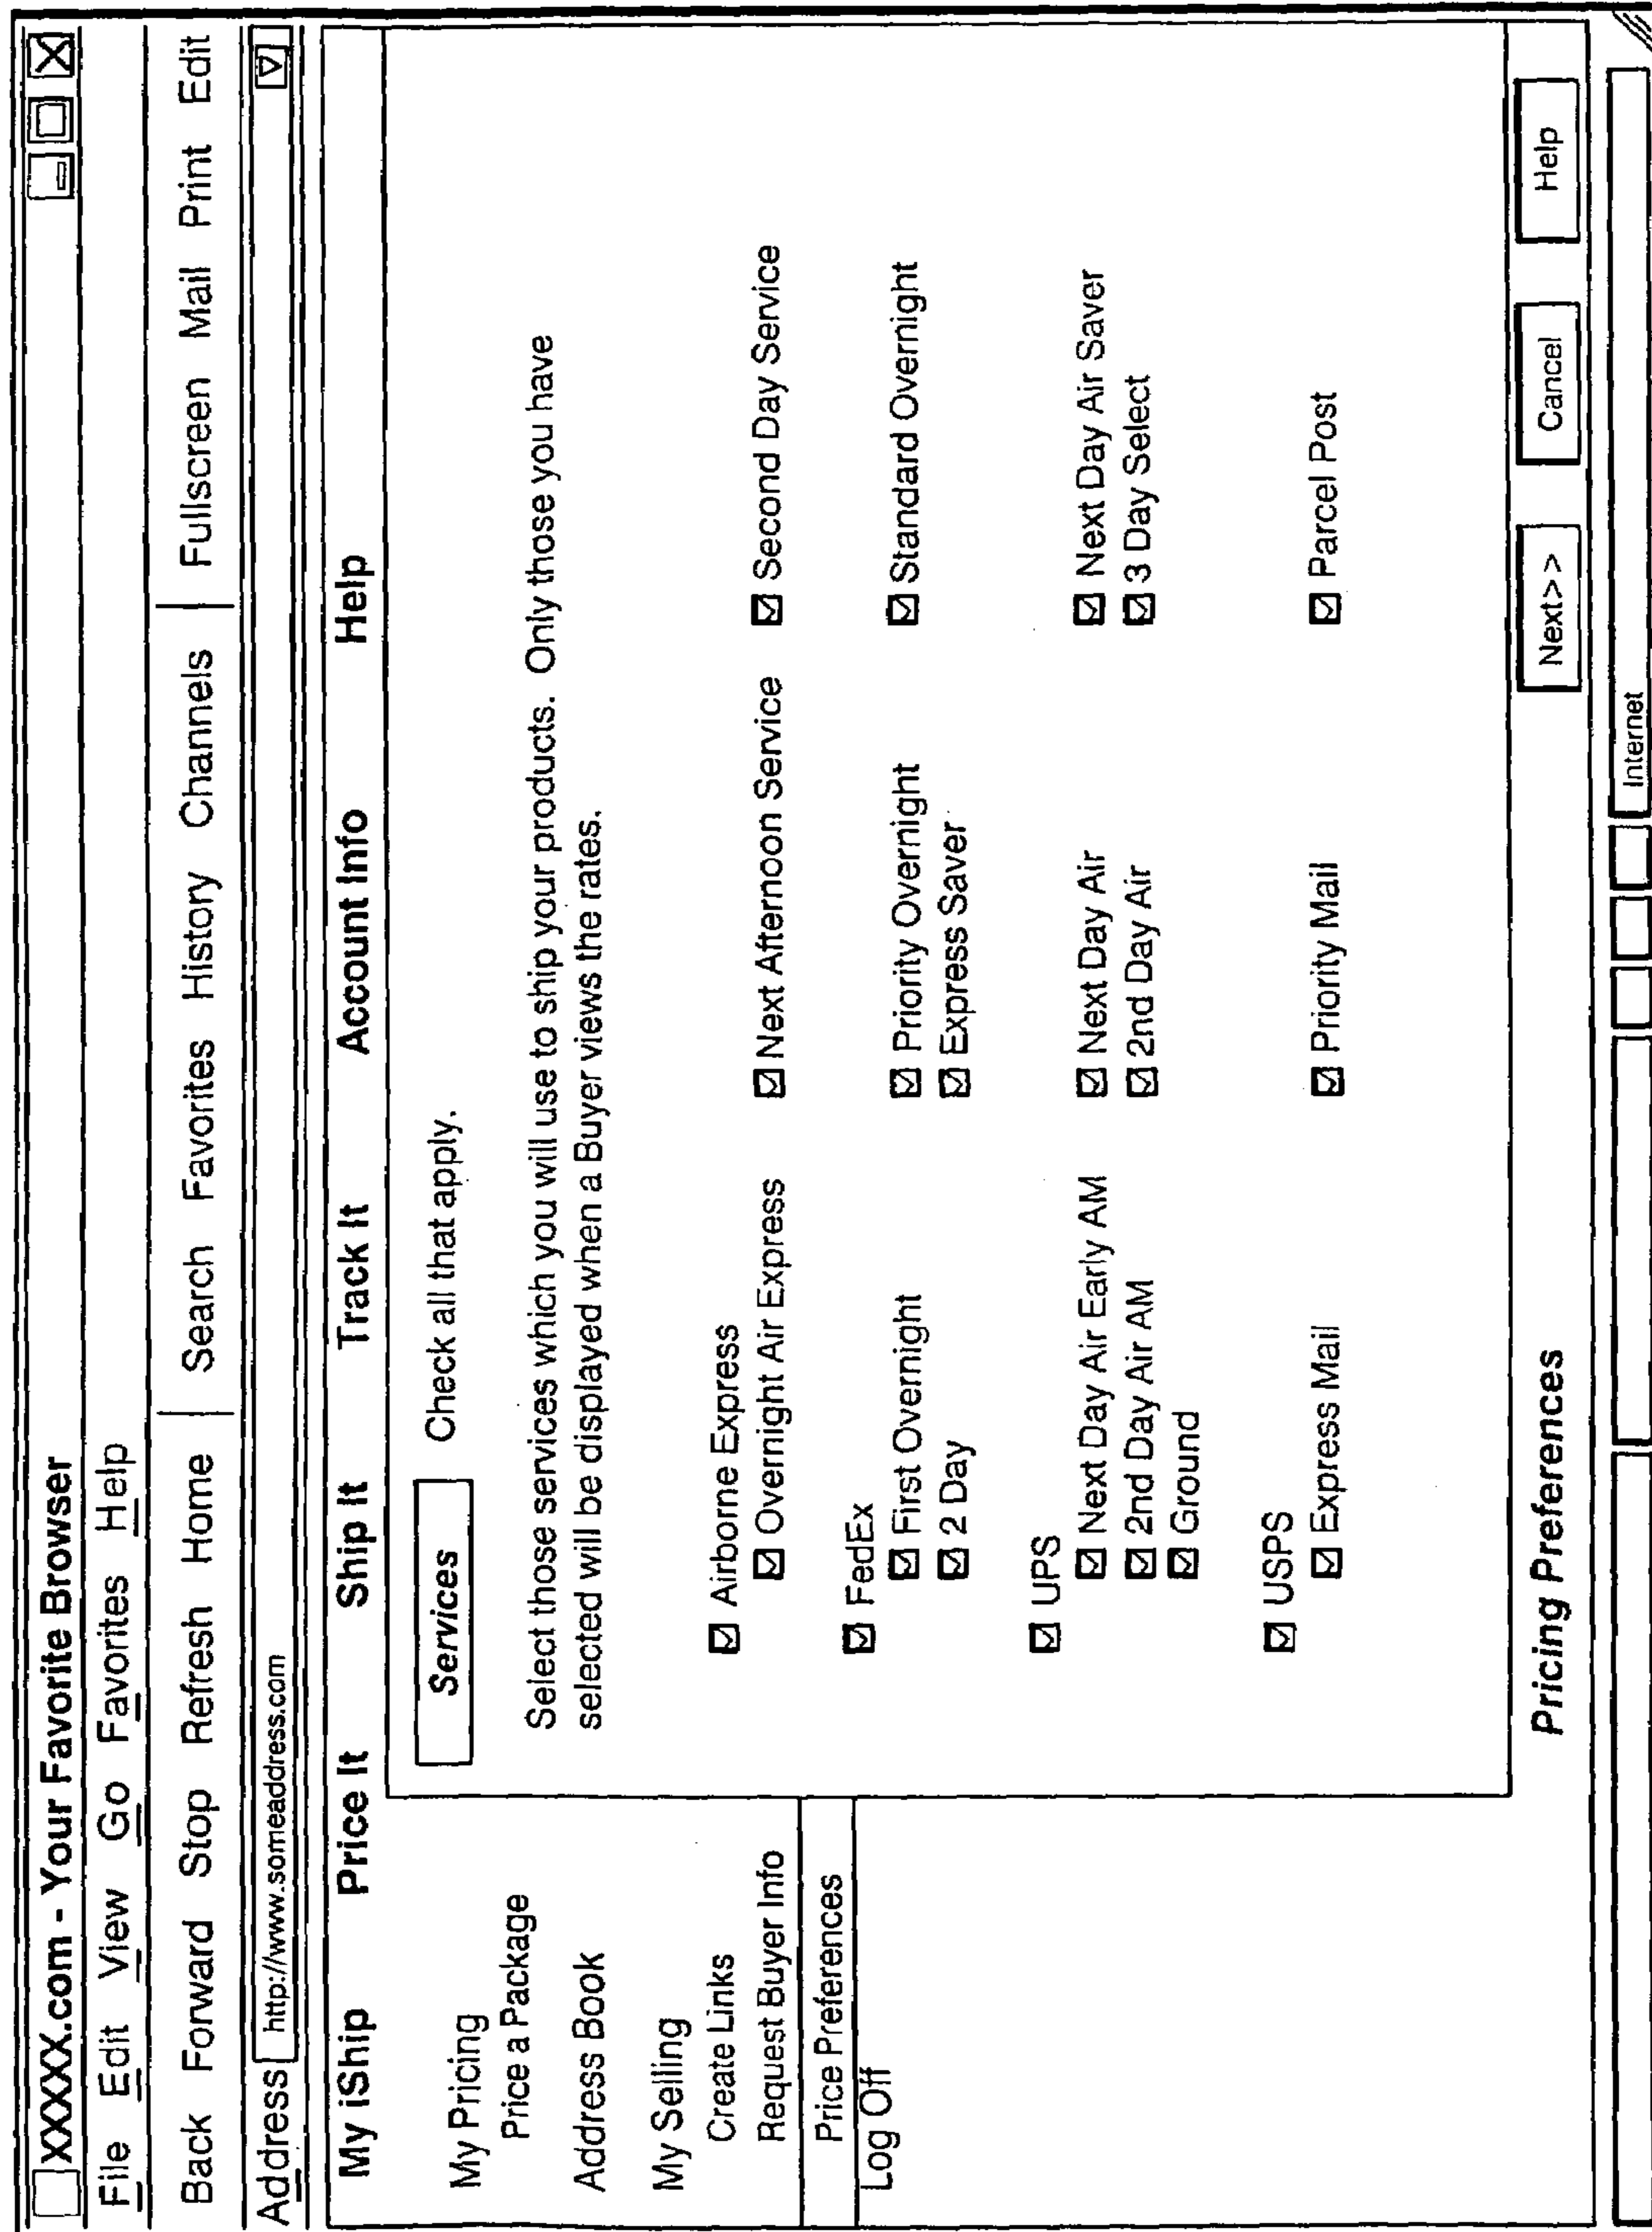 XXXXX.com - Your Favorite Browser
File Edit View Go Favorites Help
Back Forward Stop Refresh Home | Search Favorites History Channels | Fullscreen Mail Print Edit
Address http://www.someaddress.com
My iShip Price It Ship It Track It Account Info Help
My Pricing
Price a Package
Address Book
My Selling
Create Links
Request Buyer Info
Price Preferences
Log Off
Services Check all that apply.
Select those services which you will use to ship your products. Only those you have
selected will be displayed when a Buyer views the rates.
Airborne Express
Overnight Air Express Next Afternoon Service Second Day Service
FedEx
First Overnight Priority Overnight Standard Overnight
2 Day Express Saver
UPS
Next Day Air Early AM Next Day Air Next Day Air Saver
2nd Day Air AM 2nd Day Air 3 Day Select
Ground
USPS
Express Mail Priority Mail Parcel Post
Pricing Preferences Next>> Cancel Help
Internet